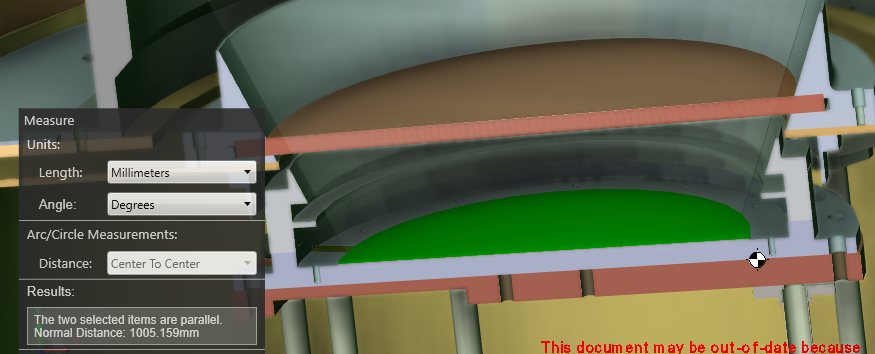 Measure
Units:
Length: Millimeters
Angle: Degrees
Arc/Circle Measurements:
Distance: Center To Center
Results:
The two selected items are parallel.
Normal Distance: 1005.159mm
This document may be out-of-date because